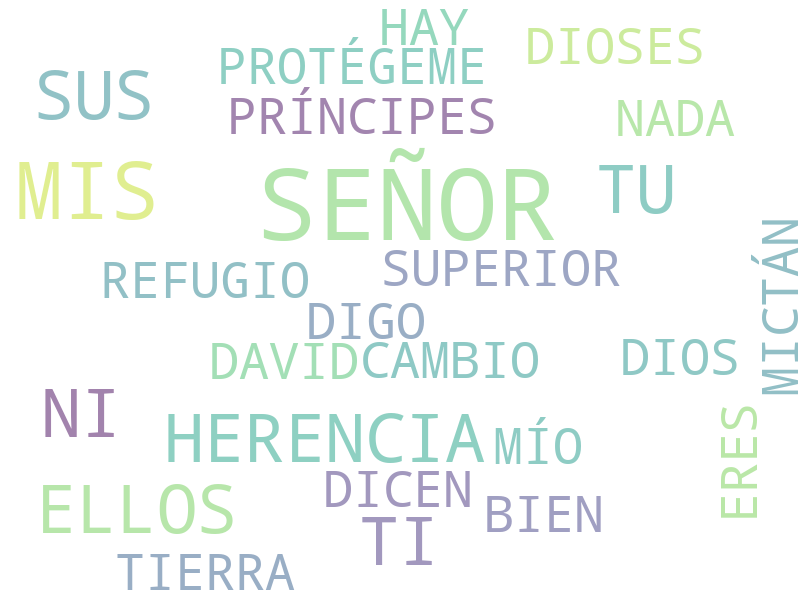 HAY
DIOSES
PROTÉGEME
SUS
PRÍNCIPES
NADA
MIS
SEÑOR
TU
REFUGIO
SUPERIOR
MICTÁN
DIGO
DAVID
CAMBIO
DIOS
NI
HERENCIA
MÍO
ERES
ELLOS
DICEN
BIEN
TI
TIERRA